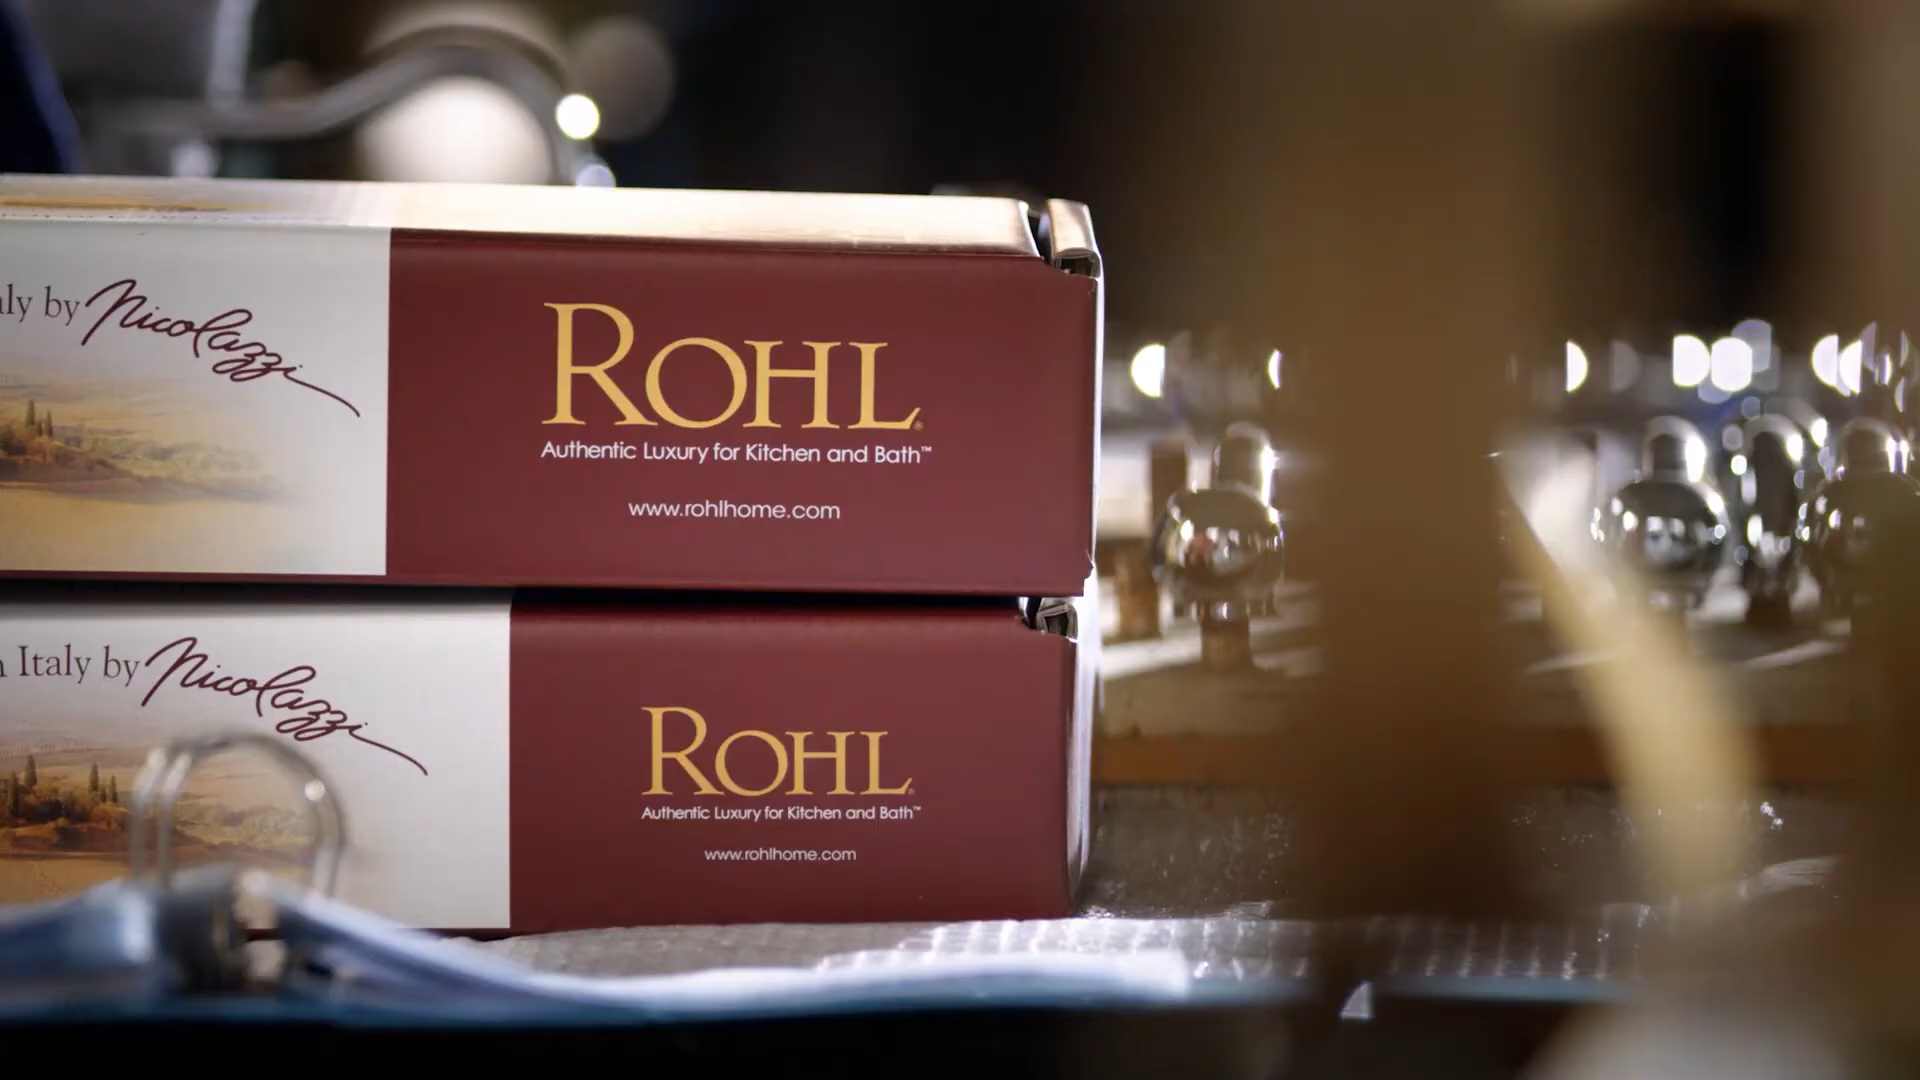 by Nicolazzi
ROHL
Authentic Luxury for Kitchen and Bath™
www.rohlhome.com
Italy by Nicolazzi
ROHL
Authentic Luxury for Kitchen and Bath™
www.rohlhome.com